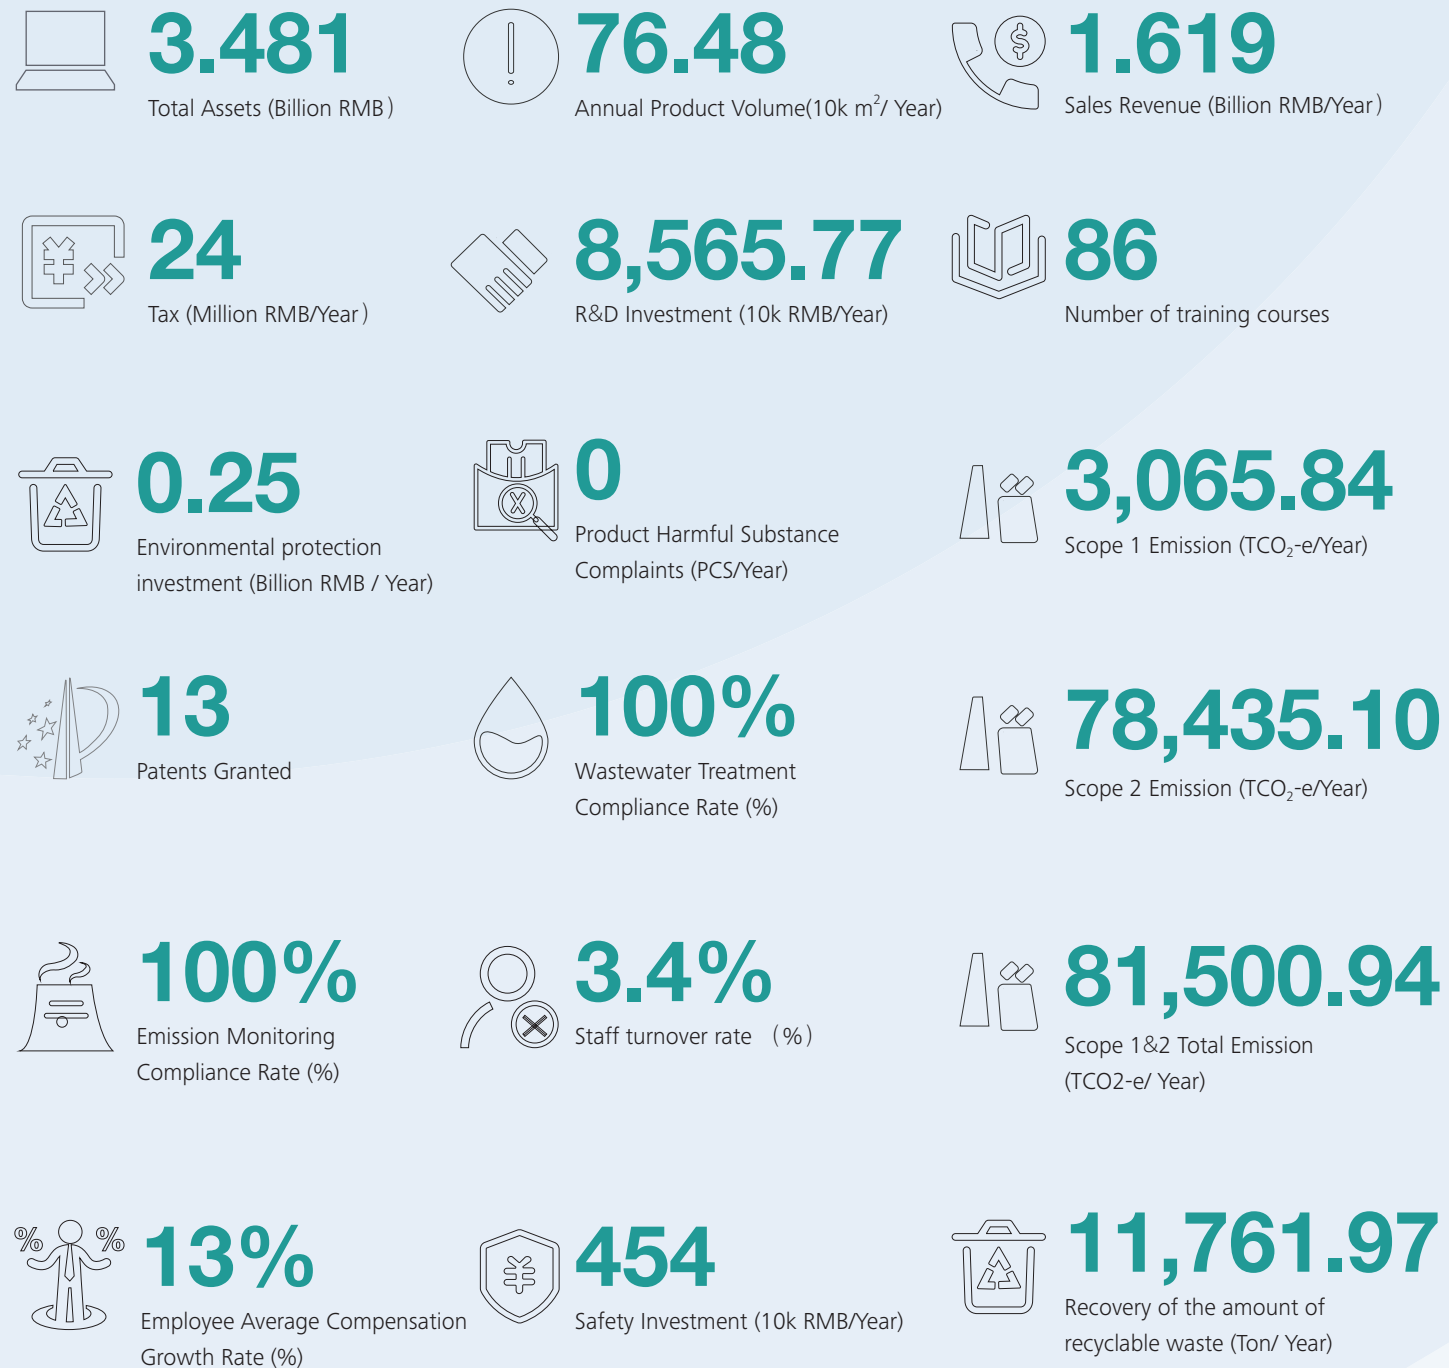 3.481
Total Assets (Billion RMB)
76.48
Annual Product Volume(10k m²/ Year)
1.619
Sales Revenue (Billion RMB/Year)
24
Tax (Million RMB/Year)
8,565.77
R&D Investment (10k RMB/Year)
86
Number of training courses
0.25
Environmental protection
investment (Billion RMB / Year)
0
Product Harmful Substance
Complaints (PCS/Year)
3,065.84
Scope 1 Emission (TCO₂-e/Year)
13
Patents Granted
100%
Wastewater Treatment
Compliance Rate (%)
78,435.10
Scope 2 Emission (TCO₂-e/Year)
100%
Emission Monitoring
Compliance Rate (%)
3.4%
Staff turnover rate （%）
81,500.94
Scope 1&2 Total Emission
(TCO2-e/ Year)
% %
13%
Employee Average Compensation
Growth Rate (%)
454
Safety Investment (10k RMB/Year)
11,761.97
Recovery of the amount of
recyclable waste (Ton/ Year)